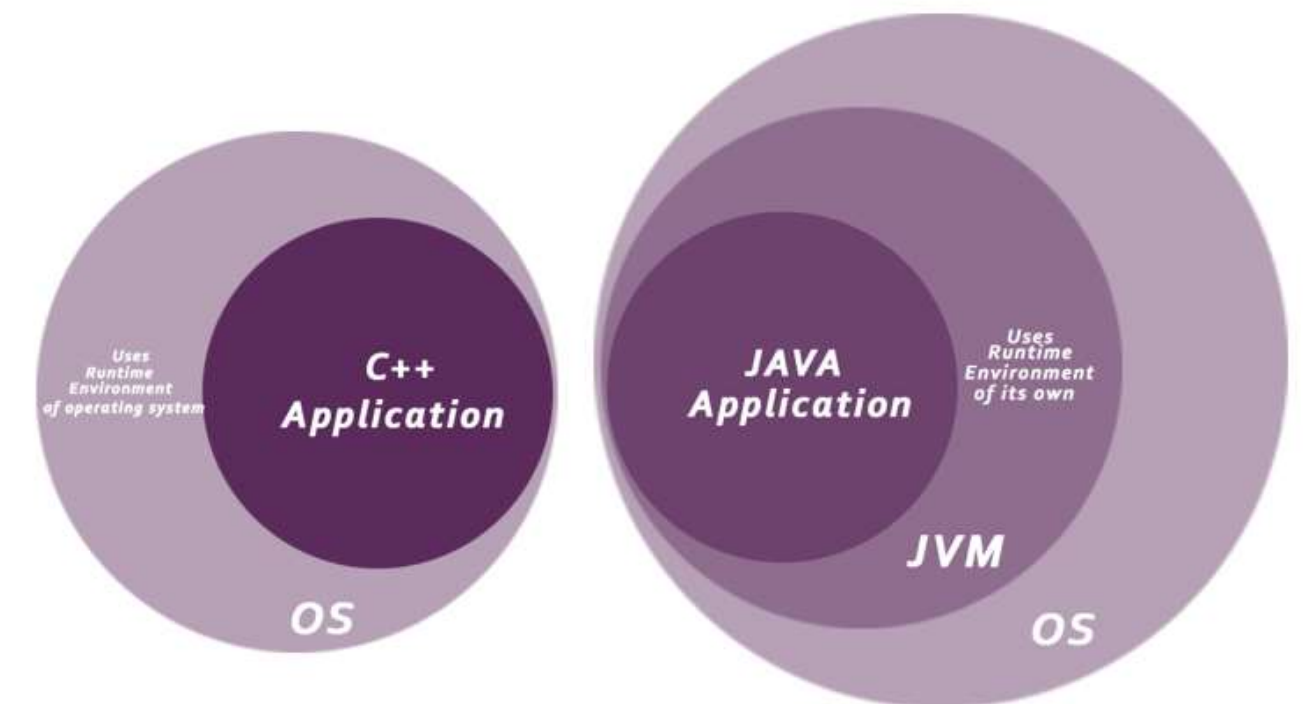 Uses
Runtime
Environment
of operating system
C++
Application
OS
JAVA
Application
Uses
Runtime
Environment
of its own
JVM
OS